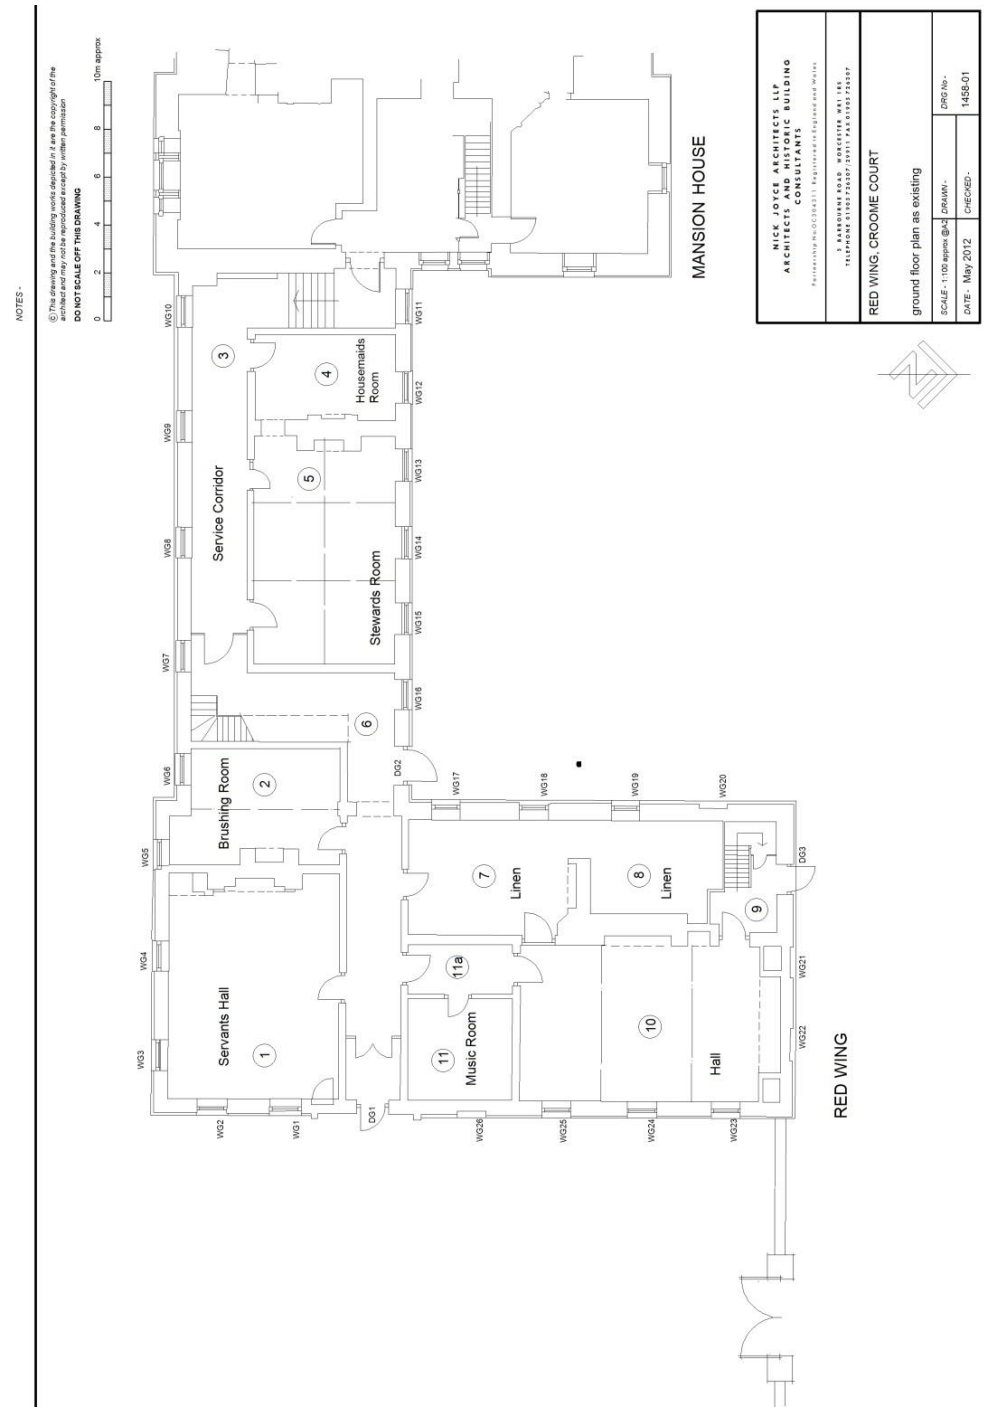 NOTES -
© This drawing and the building works depicted in it are the copyright of the
architect and may not be reproduced except by written permission
DO NOT SCALE OFF THIS DRAWING
0 2 4 6 8 10m approx
WG3
WG4
WG5
WG6
WG7
WG8
WG9
WG10
Servants Hall
1
Brushing Room
2
Service Corridor
3
4
Housemaids
Room
5
Stewards Room
6
WG2
WG1
DG1
DG2
WG16
WG15
WG14
WG13
WG12
WG11
WG17
WG18
WG19
WG20
7
Linen
8
Linen
9
DG3
11a
11
Music Room
10
Hall
WG26
WG25
WG24
WG23
WG22
WG21
RED WING
MANSION HOUSE
NICK JOYCE ARCHITECTS LLP
ARCHITECTS AND HISTORIC BUILDING
CONSULTANTS
5 BARBOURNE ROAD WORCESTER WR1 1RS
RED WING, CROOME COURT
ground floor plan as existing
SCALE - 1:100 approx @A2
DRAWN -
DRG No -
DATE - May 2012
CHECKED -
1458-01
N